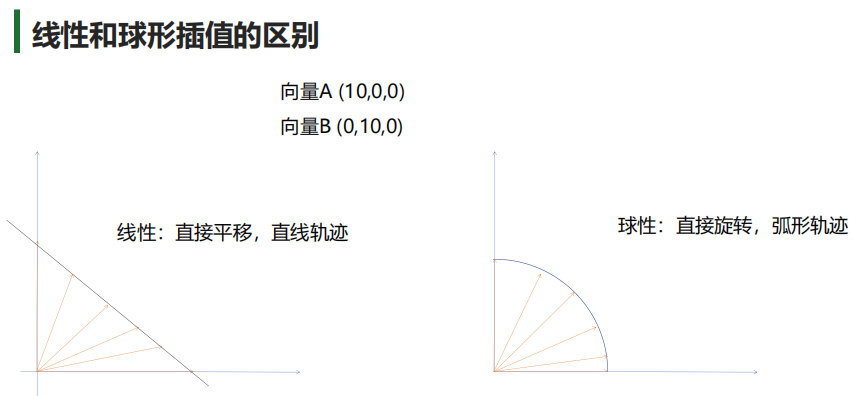 线性和球形插值的区别
向量A (10,0,0)
向量B (0,10,0)
线性：直接平移，直线轨迹
球性：直接旋转，弧形轨迹